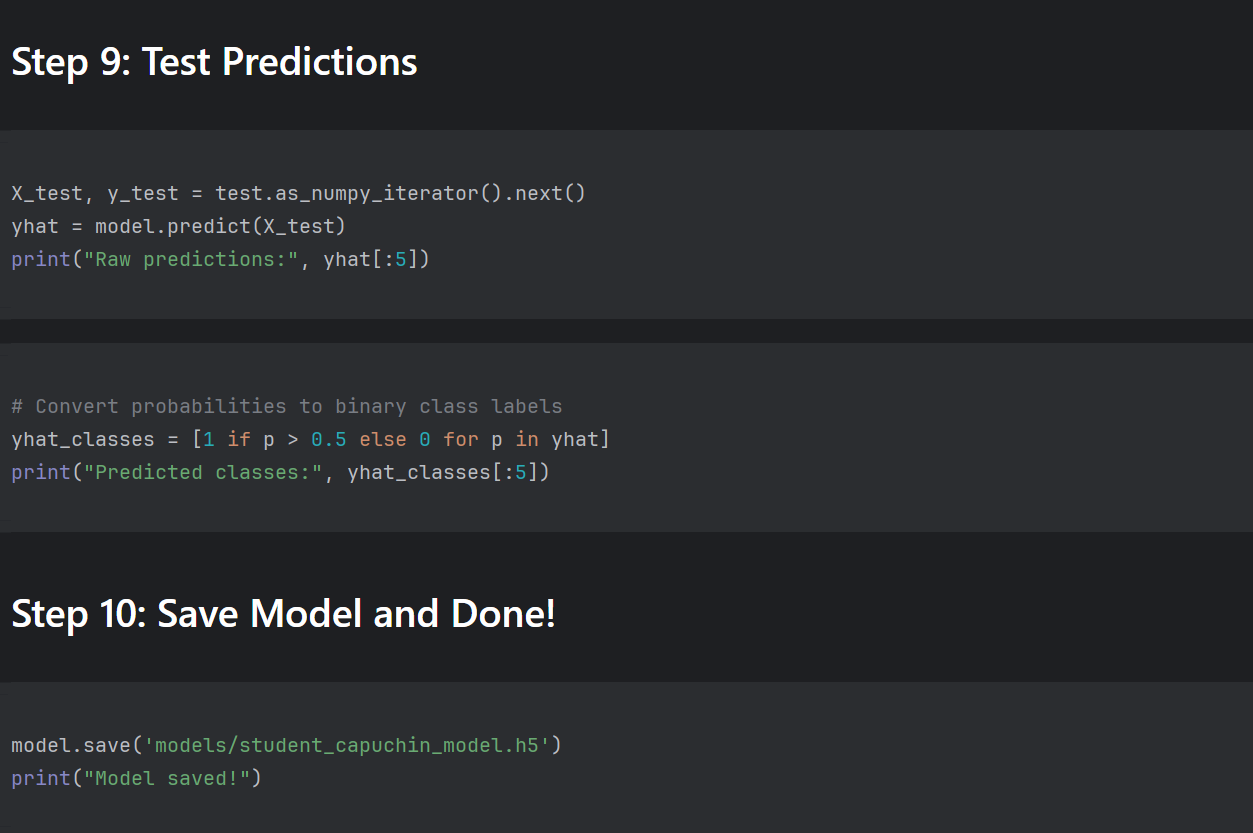 Step 9: Test Predictions
X_test, y_test = test.as_numpy_iterator().next()
yhat = model.predict(X_test)
print("Raw predictions:", yhat[:5])
# Convert probabilities to binary class labels
yhat_classes = [1 if p > 0.5 else 0 for p in yhat]
print("Predicted classes:", yhat_classes[:5])
Step 10: Save Model and Done!
model.save('models/student_capuchin_model.h5')
print("Model saved!")